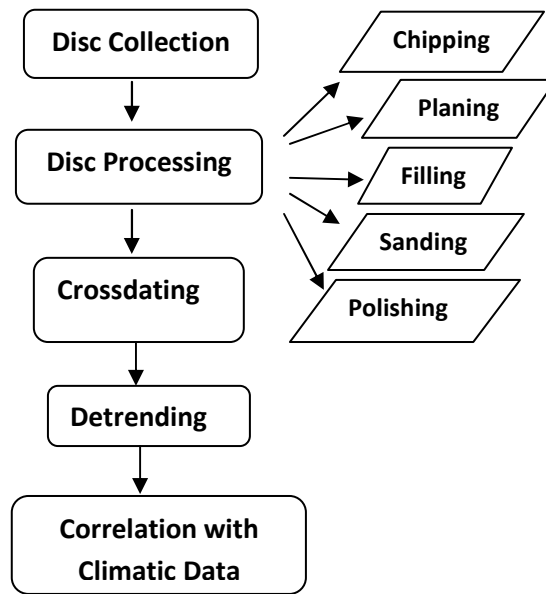 Disc Collection
Chipping
Planing
Disc Processing
Filling
Sanding
Crossdating
Polishing
Detrending
Correlation with
Climatic Data